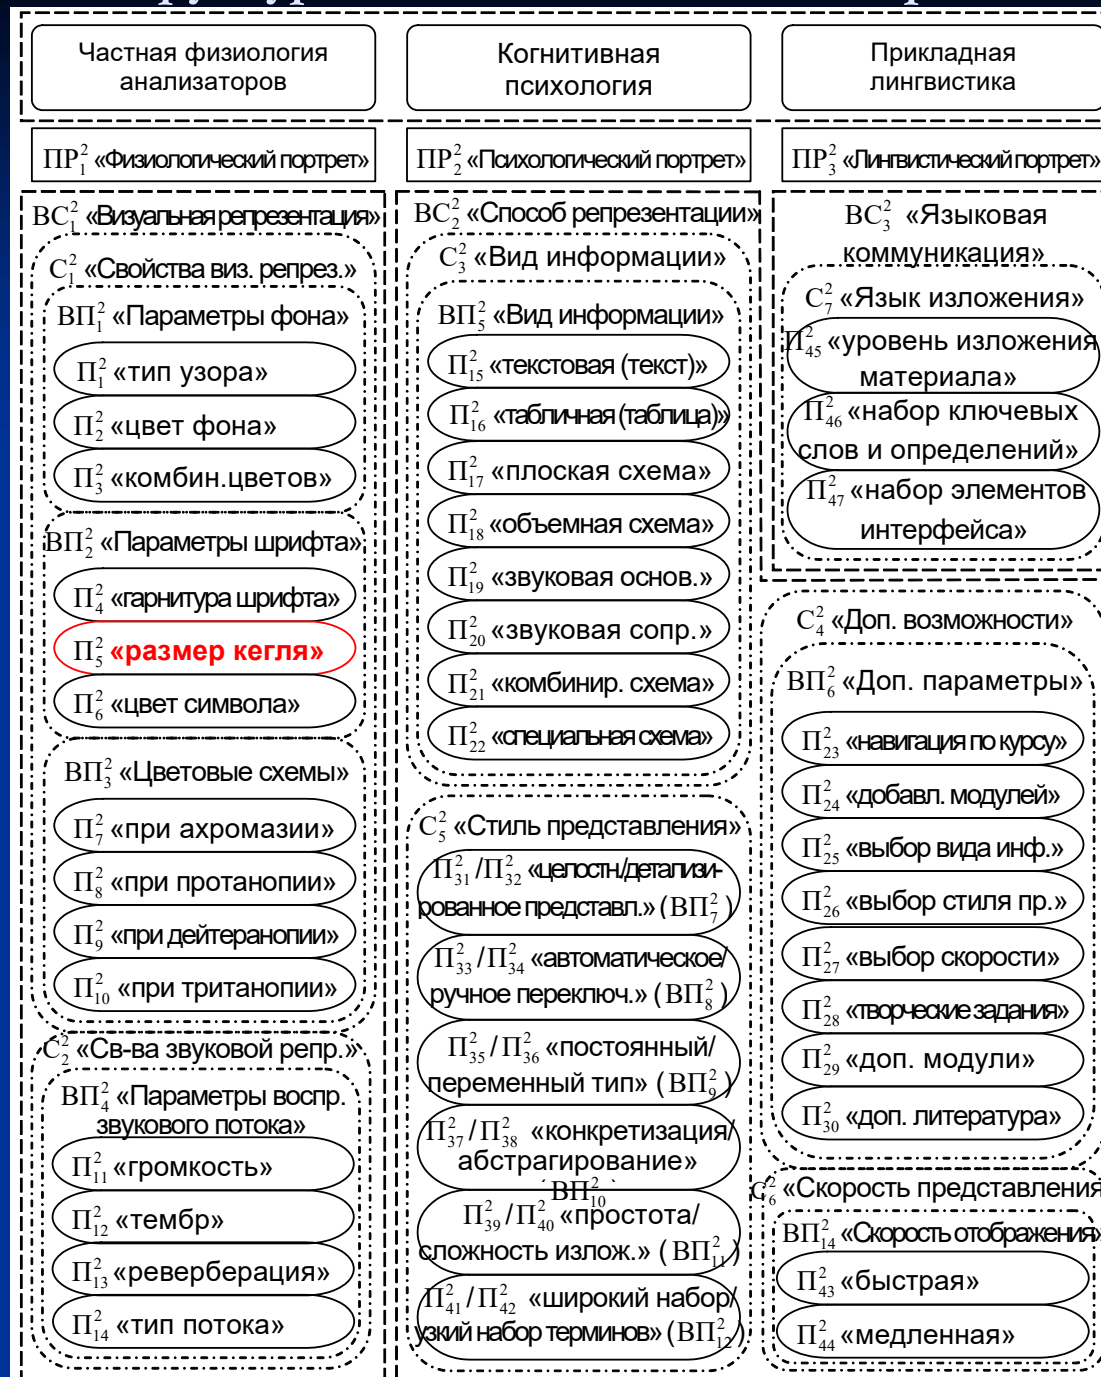 Частная физиология
анализаторов
Когнитивная
психология
Прикладная
лингвистика
ПР₁² «Физиологический портрет»
ПР₂² «Психологический портрет»
ПР₃² «Лингвистический портрет»
ВС₁² «Визуальная репрезентация»
С₁² «Свойства виз. репрез.»
ВП₁² «Параметры фона»
П₁² «тип узора»
П₂² «цвет фона»
П₃² «комбин.цветов»
ВП₂² «Параметры шрифта»
П₄² «гарнитура шрифта»
П₅² «размер кегля»
П₆² «цвет символа»
ВП₃² «Цветовые схемы»
П₇² «при ахромазии»
П₈² «при протанопии»
П₉² «при дейтеранопии»
П₁₀² «при тританопии»
С₂² «Св-ва звуковой репр.»
ВП₄² «Параметры воспр.
звукового потока»
П₁₁² «громкость»
П₁₂² «тембр»
П₁₃² «реверберация»
П₁₄² «тип потока»
ВС₂² «Способ репрезентации»
С₃² «Вид информации»
ВП₅² «Вид информации»
П₁₅² «текстовая (текст)»
П₁₆² «табличная (таблица)»
П₁₇² «плоская схема»
П₁₈² «объемная схема»
П₁₉² «звуковая основ.»
П₂₀² «звуковая сопр.»
П₂₁² «комбинир. схема»
П₂₂² «специальная схема»
С₅² «Стиль представления»
П₃₁² / П₃₂² «целостн./детализи-
рованное представл.» (ВП₇²)
П₃₃² / П₃₄² «автоматическое/
ручное переключ.» (ВП₈²)
П₃₅² / П₃₆² «постоянный/
переменный тип» (ВП₉²)
П₃₇² / П₃₈² «конкретизация/
абстрагирование»
(ВП₁₀²)
П₃₉² / П₄₀² «простота/
сложность излож.» (ВП₁₁²)
П₄₁² / П₄₂² «широкий набор/
узкий набор терминов» (ВП₁₂²)
ВС₃² «Языковая
коммуникация»
С₇² «Язык изложения»
П₄₅² «уровень изложения
материала»
П₄₆² «набор ключевых
слов и определений»
П₄₇² «набор элементов
интерфейса»
С₄² «Доп. возможности»
ВП₆² «Доп. параметры»
П₂₃² «навигация по курсу»
П₂₄² «добавл. модулей»
П₂₅² «выбор вида инф.»
П₂₆² «выбор стиля пр.»
П₂₇² «выбор скорости»
П₂₈² «творческие задания»
П₂₉² «доп. модули»
П₃₀² «доп. литература»
С₆² «Скорость представления
ВП₁₄² «Скорость отображения»
П₄₃² «быстрая»
П₄₄² «медленная»